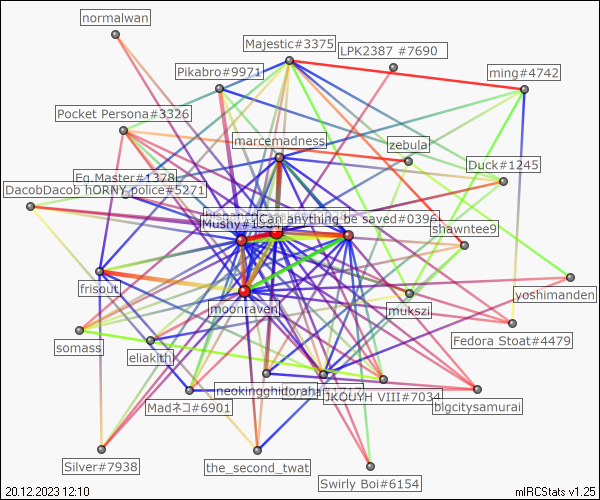 normalwan
Majestic#3375
LPK2387 #7690
Pikabro#9971
ming#4742
Pocket Persona#3326
marcemadness
zebula
Duck#1245
Eg.Master#1378
DacobDacob hORNY police#5271
Can anything be saved#0396
shawntee9
frisout
moonraven
mukszi
yoshimanden
somass
eliakith
Fedora Stoat#4479
neokingghidorah
JKOUYH VIII#7034
Madネコ#6901
bigcitysamurai
Silver#7938
the_second_twat
Swirly Boi#6154
20.12.2023 12:10
mIRCStats v1.25